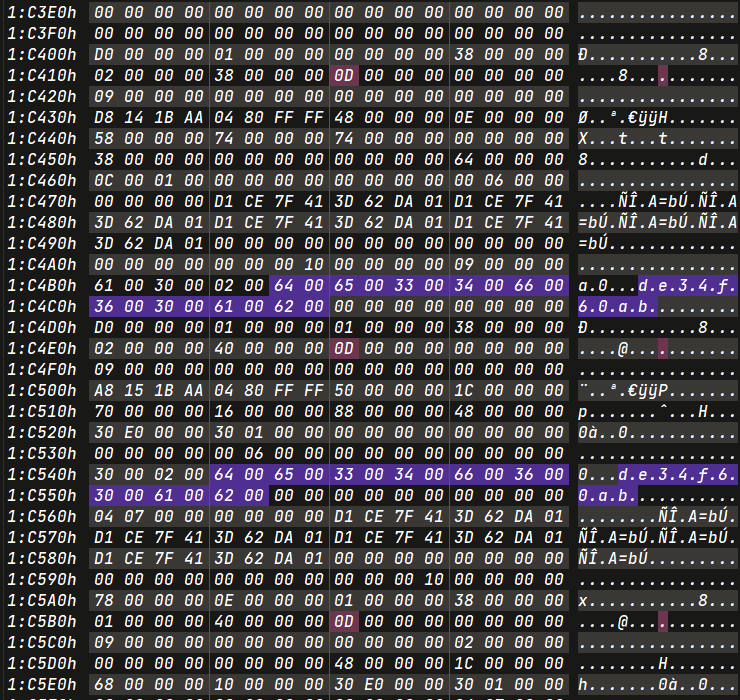 1:C3E0h 00 00 00 00 00 00 00 00 00 00 00 00 00 00 00 00 ................
1:C3F0h 00 00 00 00 00 00 00 00 00 00 00 00 00 00 00 00 ................
1:C400h D0 00 00 00 01 00 00 00 00 00 00 00 38 00 00 00 Ð...........8...
1:C410h 02 00 00 00 38 00 00 00 0D 00 00 00 00 00 00 00 ....8...........
1:C420h 09 00 00 00 00 00 00 00 00 00 00 00 00 00 00 00 ................
1:C430h D8 14 1B AA 04 80 FF FF 48 00 00 00 0E 00 00 00 Ø..ª.€ÿÿH.......
1:C440h 58 00 00 00 74 00 00 00 74 00 00 00 00 00 00 00 X...t...t.......
1:C450h 38 00 00 00 00 00 00 00 00 00 00 00 64 00 00 00 8...........d...
1:C460h 0C 00 01 00 00 00 00 00 00 00 00 00 00 06 00 00 ................
1:C470h 00 00 00 00 D1 CE 7F 41 3D 62 DA 01 D1 CE 7F 41 ....ÑÎ.A=bÚ.ÑÎ.A
1:C480h 3D 62 DA 01 D1 CE 7F 41 3D 62 DA 01 D1 CE 7F 41 =bÚ.ÑÎ.A=bÚ.ÑÎ.A
1:C490h 3D 62 DA 01 00 00 00 00 00 00 00 00 00 00 00 00 =bÚ.............
1:C4A0h 00 00 00 00 00 00 00 10 00 00 00 00 09 00 00 00 ................
1:C4B0h 61 00 30 00 02 00 64 00 65 00 33 00 34 00 66 00 a.0...d.e.3.4.f.
1:C4C0h 36 00 30 00 61 00 62 00 00 00 00 00 00 00 00 00 6.0.a.b.........
1:C4D0h D0 00 00 00 01 00 00 00 01 00 00 00 38 00 00 00 Ð...........8...
1:C4E0h 02 00 00 00 40 00 00 00 0D 00 00 00 00 00 00 00 ....@...........
1:C4F0h 09 00 00 00 00 00 00 00 00 00 00 00 00 00 00 00 ................
1:C500h A8 15 1B AA 04 80 FF FF 50 00 00 00 1C 00 00 00 ¨..ª.€ÿÿP.......
1:C510h 70 00 00 00 16 00 00 00 88 00 00 00 48 00 00 00 p.......ˆ...H...
1:C520h 30 E0 00 00 30 01 00 00 00 00 00 00 00 00 00 00 0à..0...........
1:C530h 00 00 00 00 00 06 00 00 00 00 00 00 00 00 00 00 ................
1:C540h 30 00 02 00 64 00 65 00 33 00 34 00 66 00 36 00 0...d.e.3.4.f.6.
1:C550h 30 00 61 00 62 00 00 00 00 00 00 00 00 00 00 00 0.a.b...........
1:C560h 04 07 00 00 00 00 00 00 D1 CE 7F 41 3D 62 DA 01 ........ÑÎ.A=bÚ.
1:C570h D1 CE 7F 41 3D 62 DA 01 D1 CE 7F 41 3D 62 DA 01 ÑÎ.A=bÚ.ÑÎ.A=bÚ.
1:C580h D1 CE 7F 41 3D 62 DA 01 00 00 00 00 00 00 00 00 ÑÎ.A=bÚ.........
1:C590h 00 00 00 00 00 00 00 00 00 00 00 10 00 00 00 00 ................
1:C5A0h 78 00 00 00 0E 00 00 00 01 00 00 00 38 00 00 00 x...........8...
1:C5B0h 01 00 00 00 40 00 00 00 0D 00 00 00 00 00 00 00 ....@...........
1:C5C0h 09 00 00 00 00 00 00 00 00 00 00 00 02 00 00 00 ................
1:C5D0h 00 00 00 00 00 00 00 00 48 00 00 00 1C 00 00 00 ........H.......
1:C5E0h 68 00 00 00 10 00 00 00 30 E0 00 00 30 01 00 00 h.......0à..0...